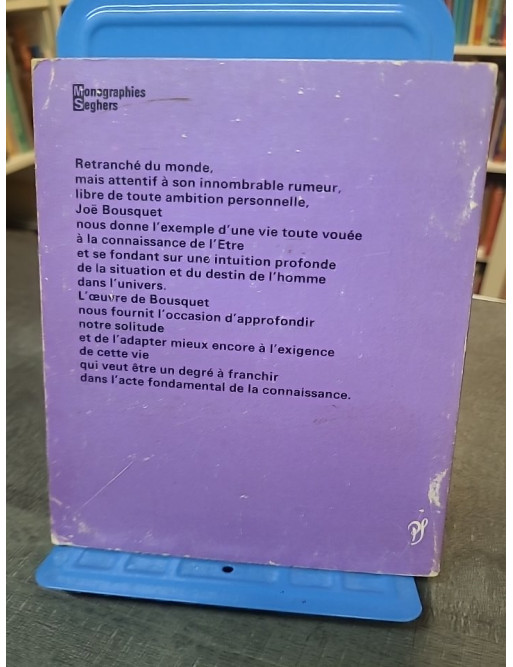 Monographies
Seghers
Retranché du monde,
mais attentif à son innombrable rumeur,
libre de toute ambition personnelle,
Joë Bousquet
nous donne l'exemple d'une vie toute vouée
à la connaissance de l'Etre
et se fondant sur une intuition profonde
de la situation et du destin de l'homme
dans l'univers.
L'œuvre de Bousquet
nous fournit l'occasion d'approfondir
notre solitude
et de l'adapter mieux encore à l'exigence
de cette vie
qui veut être un degré à franchir
dans l'acte fondamental de la connaissance.
PS